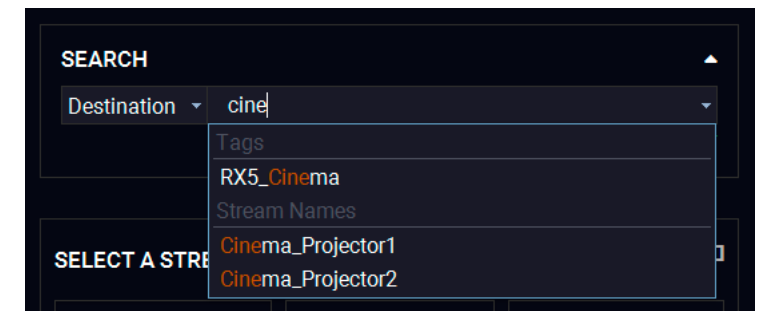 SEARCH
Destination cine
Tags
RX5_Cinema
Stream Names
Cinema_Projector1
SELECT A STRE
Cinema_Projector2